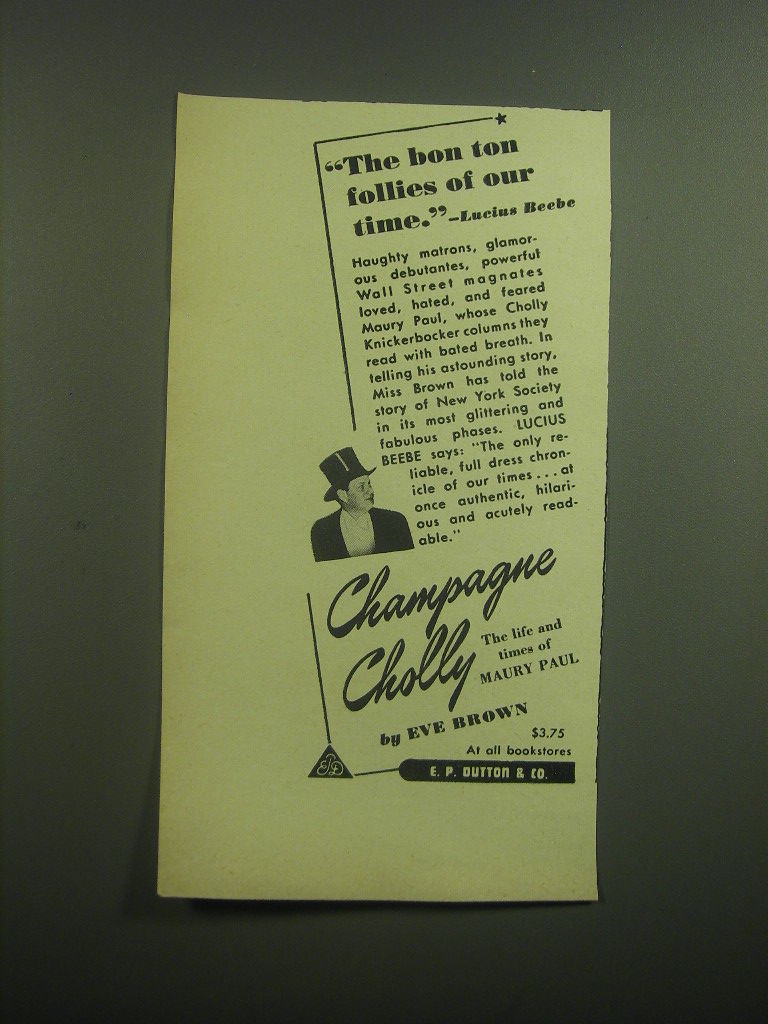 “The bon ton
follies of our
time.”–Lucius Beebe
Haughty matrons, glamor-
ous debutantes, powerful
Wall Street magnates
loved, hated, and feared
Maury Paul, whose Cholly
Knickerbocker columns they
read with bated breath. In
telling his astounding story,
Miss Brown has told the
story of New York Society
in its most glittering and
fabulous phases. LUCIUS
BEEBE says: "The only re-
liable, full dress chron-
icle of our times . . . at
once authentic, hilari-
ous and acutely read-
able."
Champagne
Cholly
The life and
times of
MAURY PAUL
by EVE BROWN
$3.75
At all bookstores
EPD
E. P. DUTTON & CO.